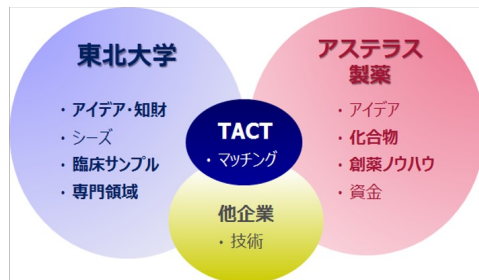 東北大学
・アイデア・知財
・シーズ
・臨床サンプル
・専門領域
アステラス
製薬
・アイデア
・化合物
・創薬ノウハウ
・資金
TACT
・マッチング
他企業
・技術